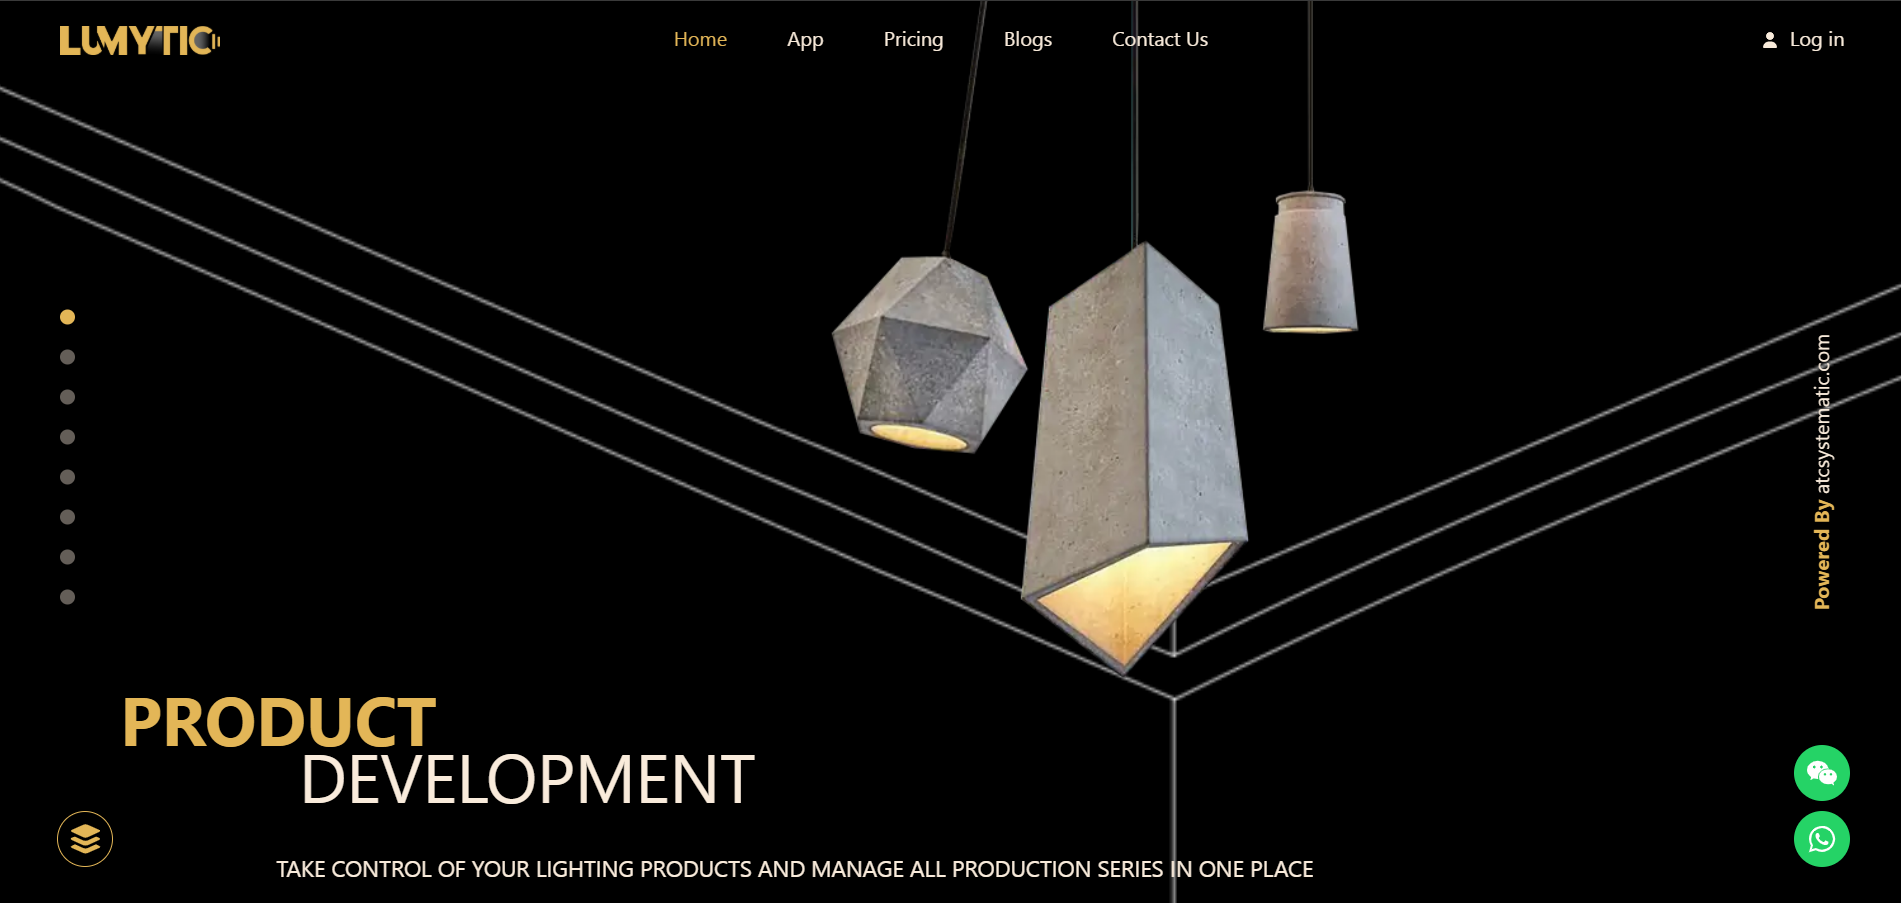 LUMYTIC
Home
App
Pricing
Blogs
Contact Us
Log in
Powered By atcsystematic.com
PRODUCT
DEVELOPMENT
TAKE CONTROL OF YOUR LIGHTING PRODUCTS AND MANAGE ALL PRODUCTION SERIES IN ONE PLACE